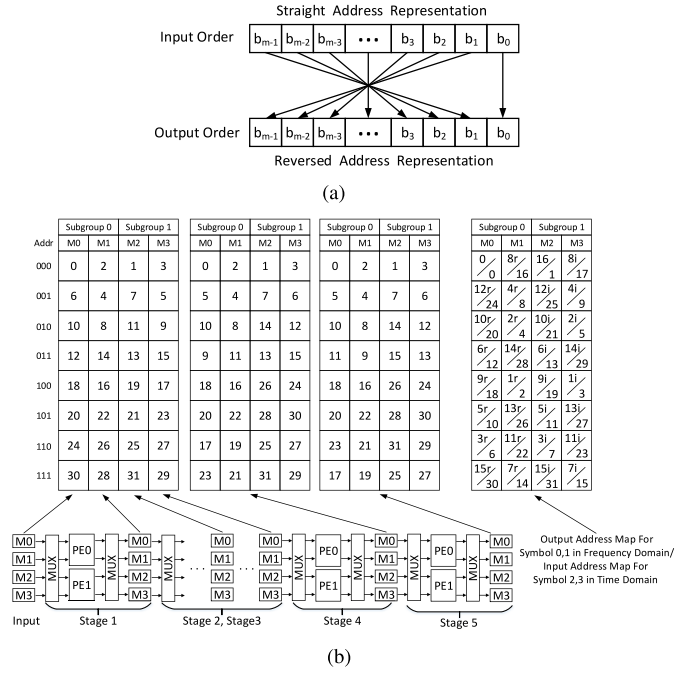 Straight Address Representation
Input Order bm-1 bm-2 bm-3 ••• b3 b2 b1 b0
Output Order bm-1 bm-2 bm-3 ••• b3 b2 b1 b0
Reversed Address Representation
(a)
Subgroup 0 Subgroup 1 Subgroup 0 Subgroup 1 Subgroup 0 Subgroup 1 Subgroup 0 Subgroup 1
Addr M0 M1 M2 M3 M0 M1 M2 M3 M0 M1 M2 M3 M0 M1 M2 M3
000 0 2 1 3 0 2 1 3 0 2 1 3 0/0 8r/16 16/1 8i/17
001 6 4 7 5 5 4 7 6 5 4 7 6 12r/24 4r/8 12i/25 4i/9
010 10 8 11 9 10 8 14 12 10 8 14 12 10r/20 2r/4 10i/21 2i/5
011 12 14 13 15 9 11 13 15 11 9 15 13 6r/12 14r/28 6i/13 14i/29
100 18 16 19 17 18 16 26 24 18 16 26 24 9r/18 1r/2 9i/19 1i/3
101 20 22 21 23 20 22 28 30 20 22 28 30 5r/10 13r/26 5i/11 13i/27
110 24 26 25 27 17 19 25 27 23 21 31 29 3r/6 11r/22 3i/7 11i/23
111 30 28 31 29 23 21 31 29 17 19 25 27 15r/30 7r/14 15i/31 7i/15
M0 M1 M2 M3
MUX
PE0
PE1
MUX
M0 M1 M2 M3
MUX
· · ·
M0 M1 M2 M3
· · ·
M0 M1 M2 M3
MUX
PE0
PE1
MUX
M0 M1 M2 M3
MUX
PE0
PE1
MUX
M0 M1 M2 M3
Output Address Map For
Symbol 0,1 in Frequency Domain/
Input Address Map For
Symbol 2,3 in Time Domain
Input Stage 1 Stage 2, Stage3 Stage 4 Stage 5
(b)